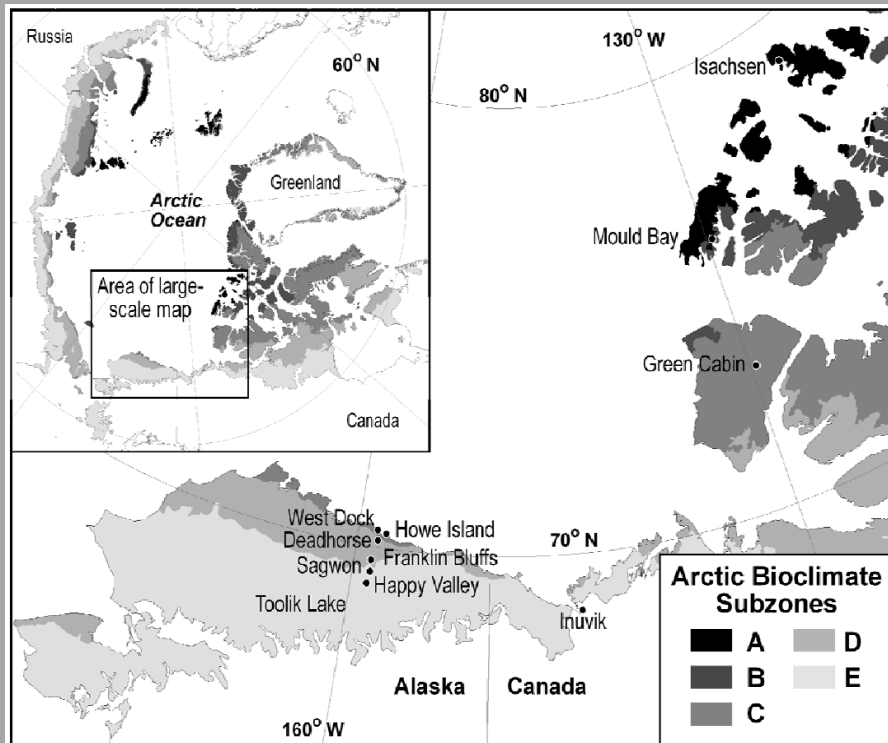 Russia
60° N
Greenland
Arctic
Ocean
Area of large-
scale map
Canada
130° W
Isachsen
80° N
Mould Bay
Green Cabin
West Dock
Howe Island
Deadhorse
Franklin Bluffs
Sagwon
Happy Valley
Toolik Lake
70° N
Inuvik
Alaska
Canada
160° W
Arctic Bioclimate
Subzones
A
D
B
E
C